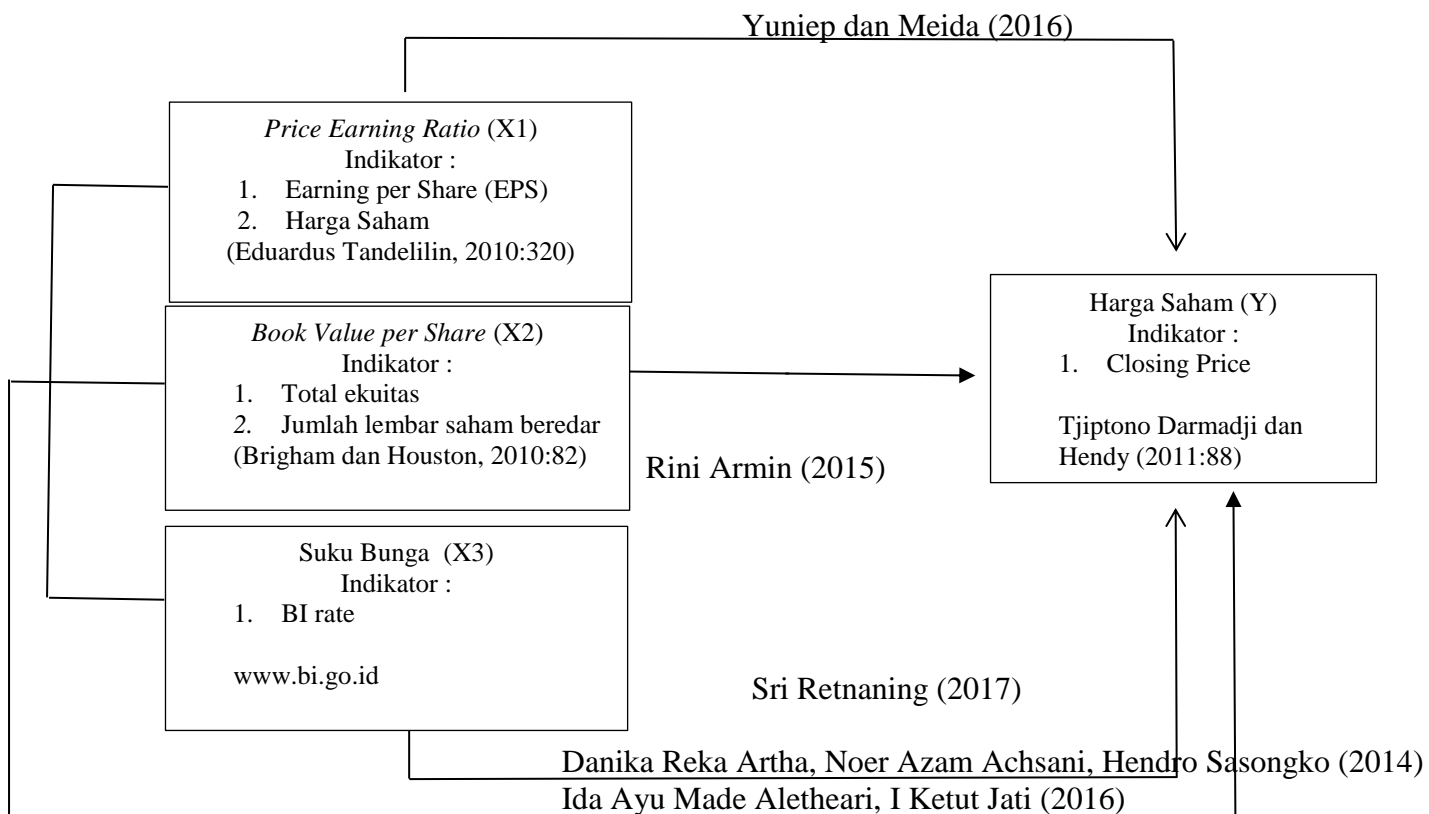 Yuniep dan Meida (2016)
Price Earning Ratio (X1)
Indikator :
1. Earning per Share (EPS)
2. Harga Saham
(Eduardus Tandelilin, 2010:320)
Book Value per Share (X2)
Indikator :
1. Total ekuitas
2. Jumlah lembar saham beredar
(Brigham dan Houston, 2010:82)
Rini Armin (2015)
Harga Saham (Y)
Indikator :
1. Closing Price
Tjiptono Darmadji dan
Hendy (2011:88)
Suku Bunga (X3)
Indikator :
1. BI rate
www.bi.go.id
Sri Retnaning (2017)
Danika Reka Artha, Noer Azam Achsani, Hendro Sasongko (2014)
Ida Ayu Made Aletheari, I Ketut Jati (2016)